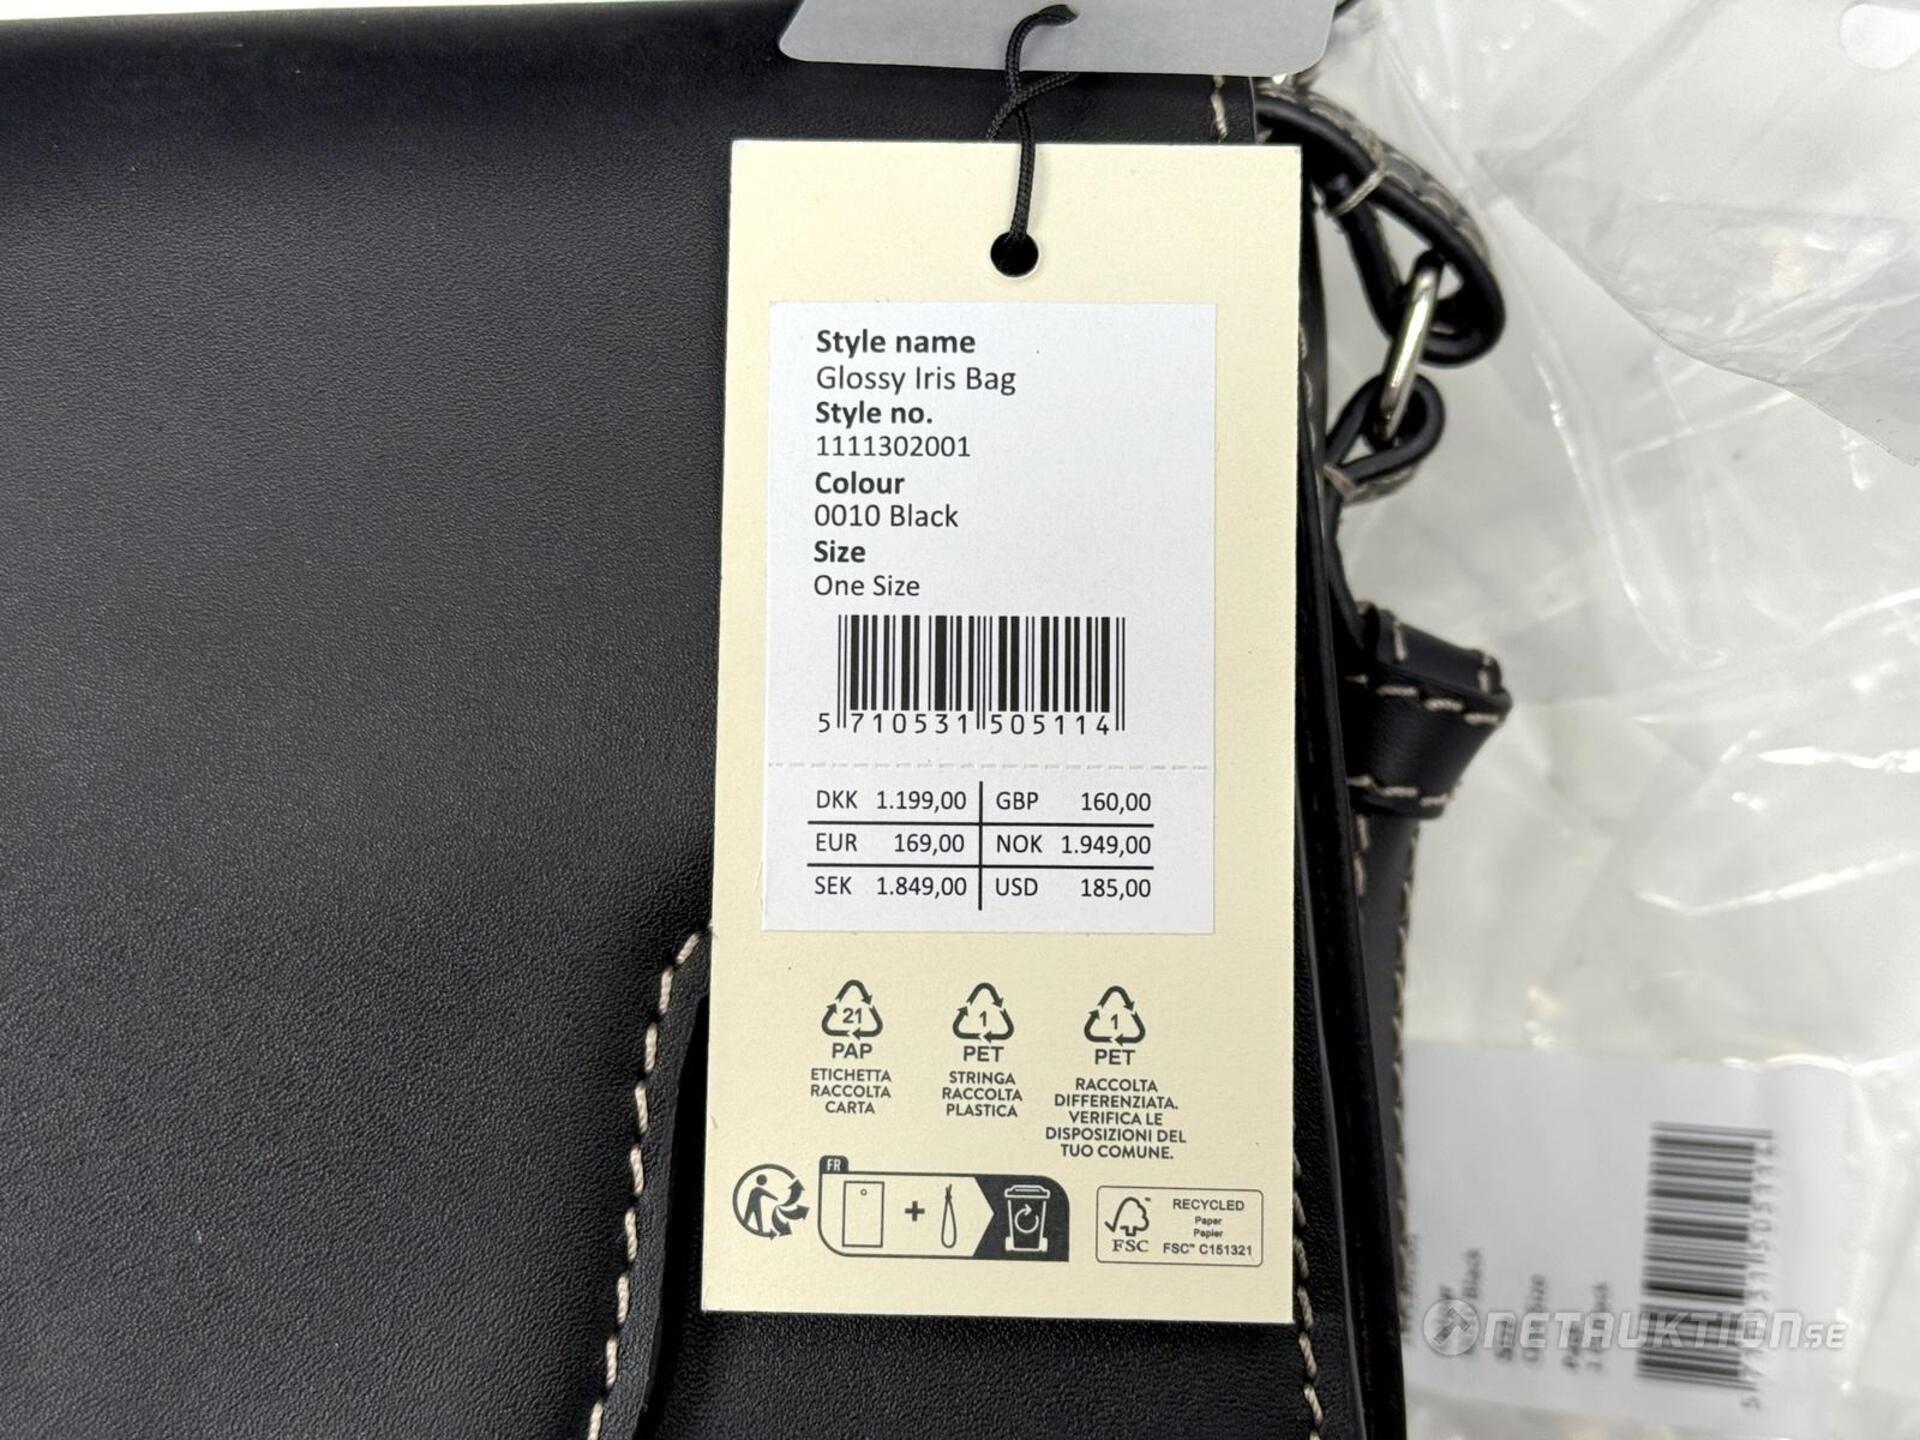 Style name
Glossy Iris Bag
Style no.
1111302001
Colour
0010 Black
Size
One Size
5 710531 505114
DKK 1.199,00 GBP 160,00
EUR 169,00 NOK 1.949,00
SEK 1.849,00 USD 185,00
21
PAP
ETICHETTA
RACCOLTA
CARTA
1
PET
STRINGA
RACCOLTA
PLASTICA
1
PET
RACCOLTA
DIFFERENZIATA.
VERIFICA LE
DISPOSIZIONI DEL
TUO COMUNE.
FR
+
FSC™
RECYCLED
Paper
Papier
FSC™ C151321
Black
NETAUKTION.SE